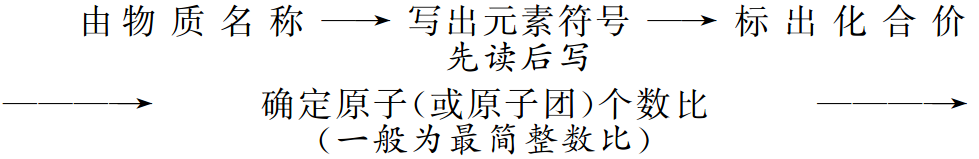 由物质名称⟶写出元素符号⟶标出化合价
先读后写
⟶确定原子(或原子团)个数比⟶
(一般为最简整数比)